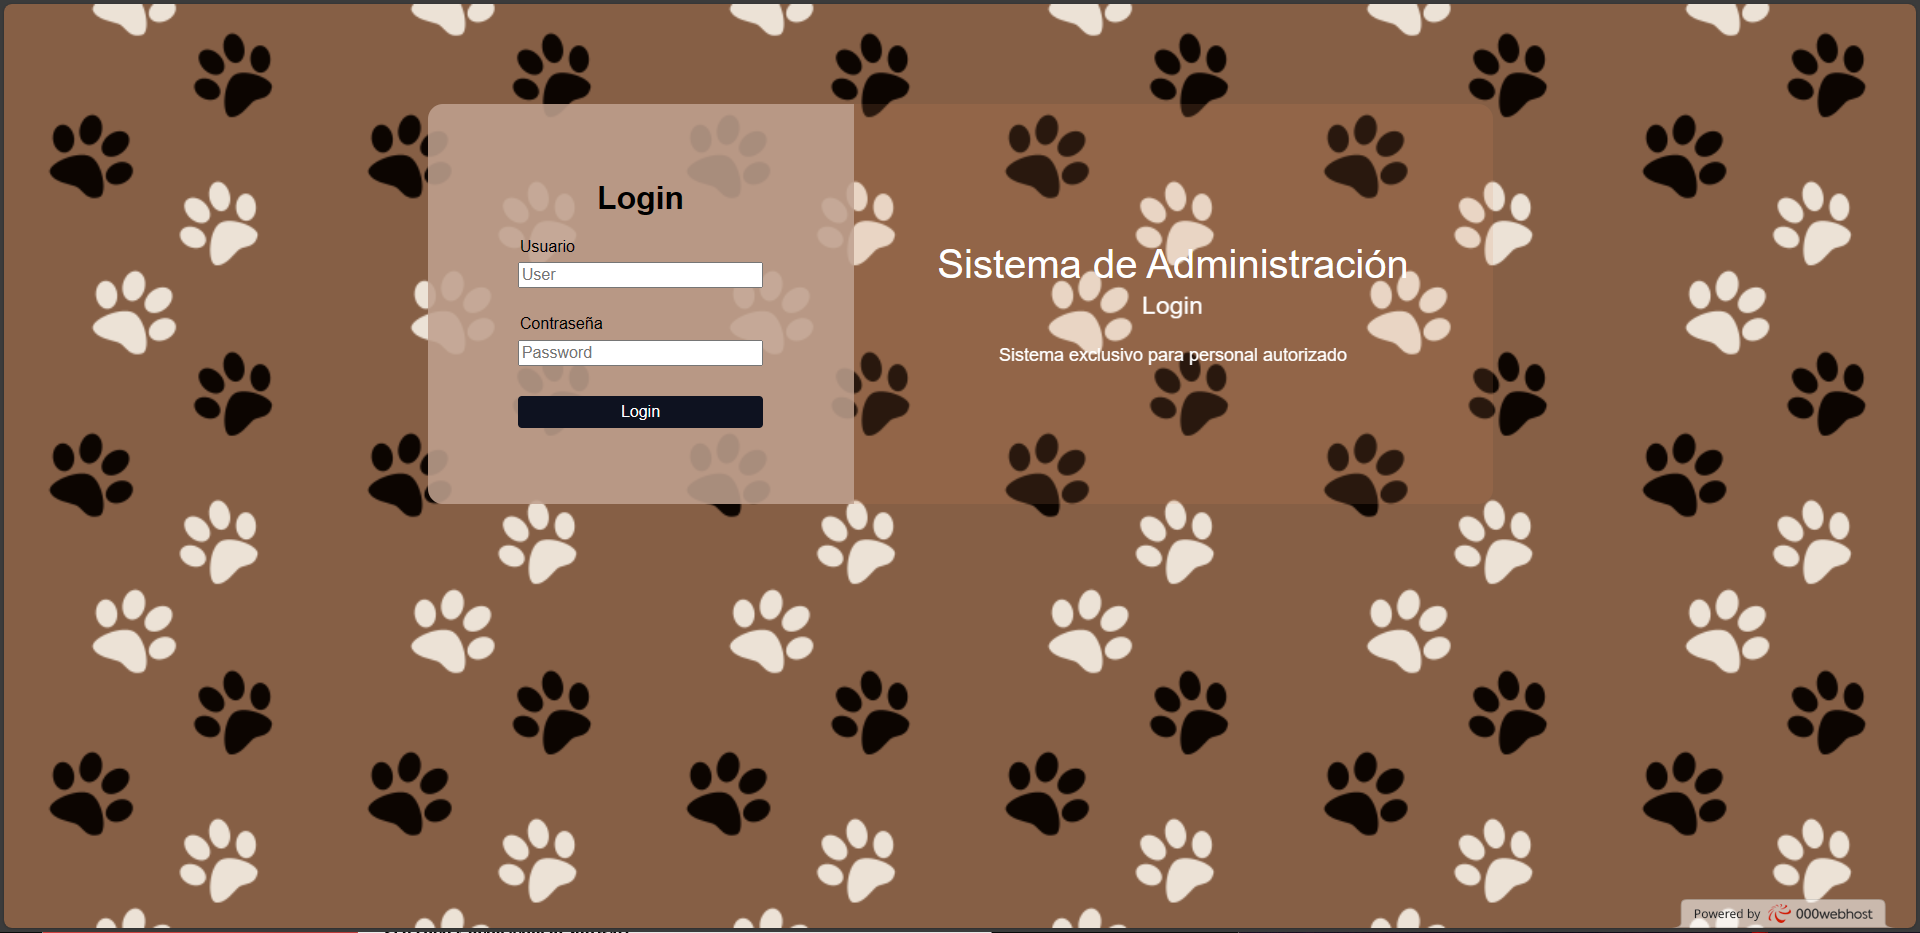 Login
Usuario
User
Contraseña
Password
Login
Sistema de Administración
Login
Sistema exclusivo para personal autorizado
Powered by 000webhost